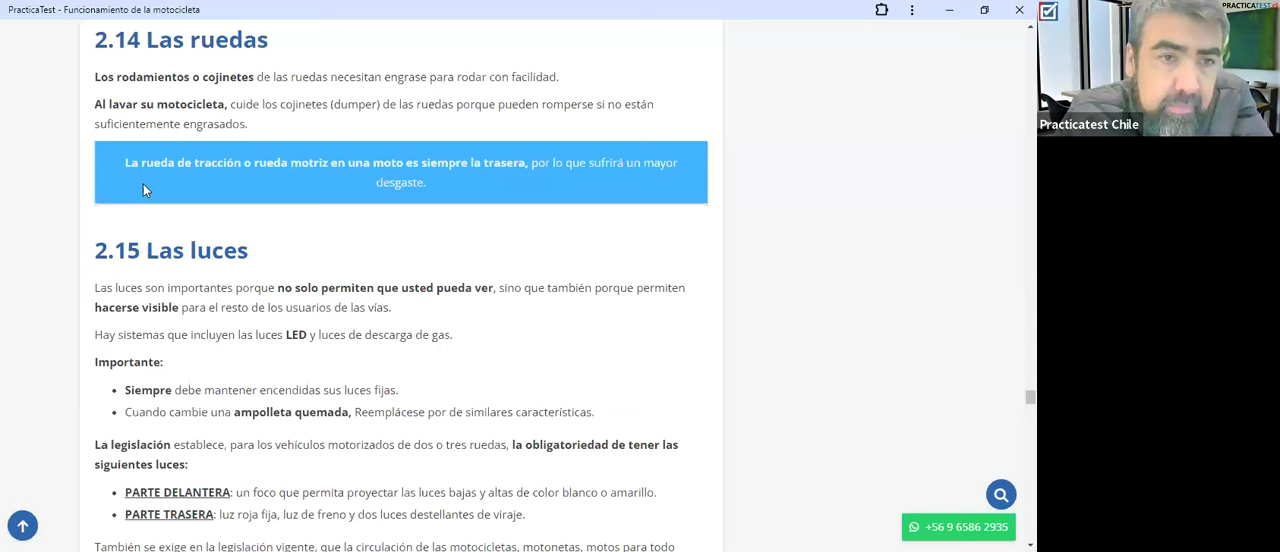 PracticaTest - Funcionamiento de la motocicleta
PRACTICATEST.cl
Practicatest Chile
2.14 Las ruedas
Los rodamientos o cojinetes de las ruedas necesitan engrase para rodar con facilidad.
Al lavar su motocicleta, cuide los cojinetes (dumper) de las ruedas porque pueden romperse si no están
suficientemente engrasados.
La rueda de tracción o rueda motriz en una moto es siempre la trasera, por lo que sufrirá un mayor
desgaste.
2.15 Las luces
Las luces son importantes porque no solo permiten que usted pueda ver, sino que también porque permiten
hacerse visible para el resto de los usuarios de las vías.
Hay sistemas que incluyen las luces LED y luces de descarga de gas.
Importante:
• Siempre debe mantener encendidas sus luces fijas.
• Cuando cambie una ampolleta quemada, Reemplácese por de similares características.
La legislación establece, para los vehículos motorizados de dos o tres ruedas, la obligatoriedad de tener las
siguientes luces:
• PARTE DELANTERA: un foco que permita proyectar las luces bajas y altas de color blanco o amarillo.
• PARTE TRASERA: luz roja fija, luz de freno y dos luces destellantes de viraje.
También se exige en la legislación vigente, que la circulación de las motocicletas, motonetas, motos para todo
+56 9 6586 2935